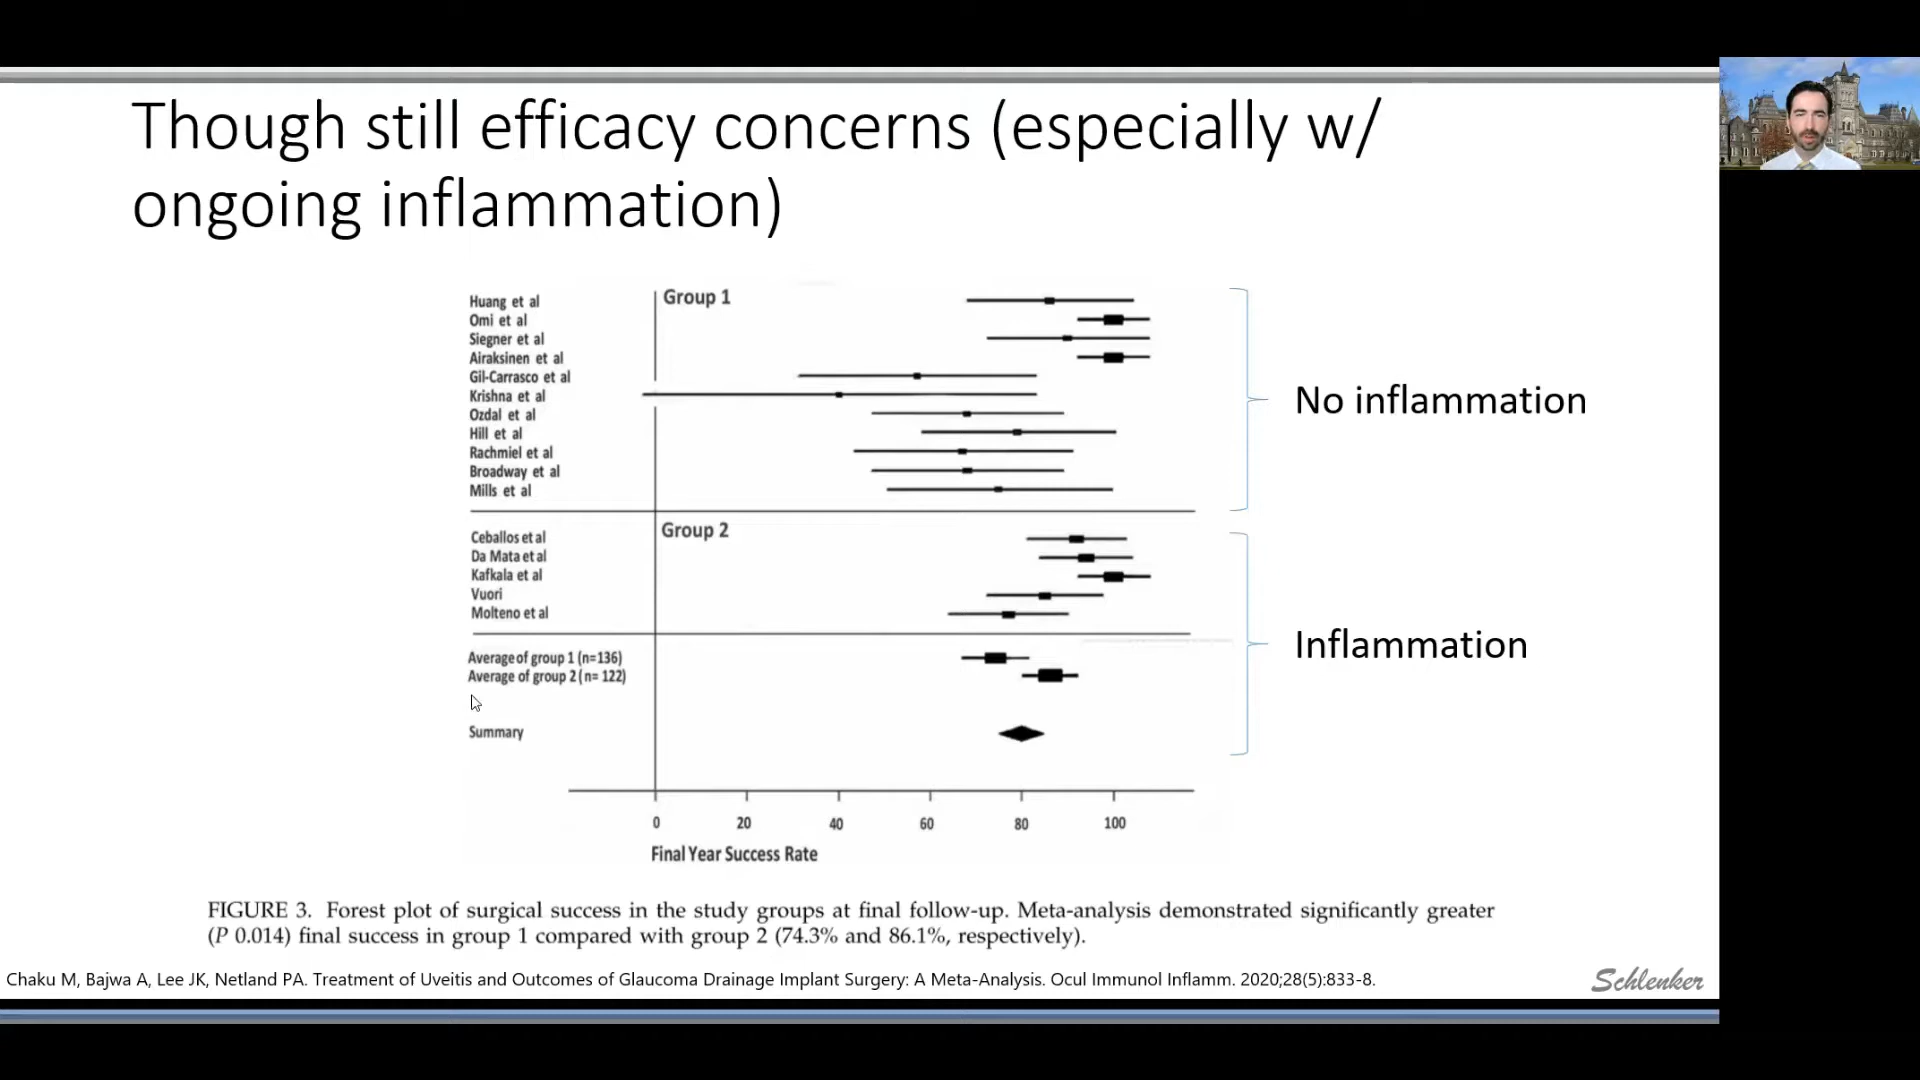 Though still efficacy concerns (especially w/
ongoing inflammation)
Group 1
Huang et al
Omi et al
Siegner et al
Airaksinen et al
Gil-Carrasco et al
Krishna et al
Ozdal et al
Hill et al
Rachmiel et al
Broadway et al
Mills et al
No inflammation
Group 2
Ceballos et al
Da Mata et al
Kafkala et al
Vuori
Molteno et al
Inflammation
Average of group 1 (n=136)
Average of group 2 (n= 122)
Summary
0 20 40 60 80 100
Final Year Success Rate
FIGURE 3. Forest plot of surgical success in the study groups at final follow-up. Meta-analysis demonstrated significantly greater
(P 0.014) final success in group 1 compared with group 2 (74.3% and 86.1%, respectively).
Chaku M, Bajwa A, Lee JK, Netland PA. Treatment of Uveitis and Outcomes of Glaucoma Drainage Implant Surgery: A Meta-Analysis. Ocul Immunol Inflamm. 2020;28(5):833-8.
Schlenker